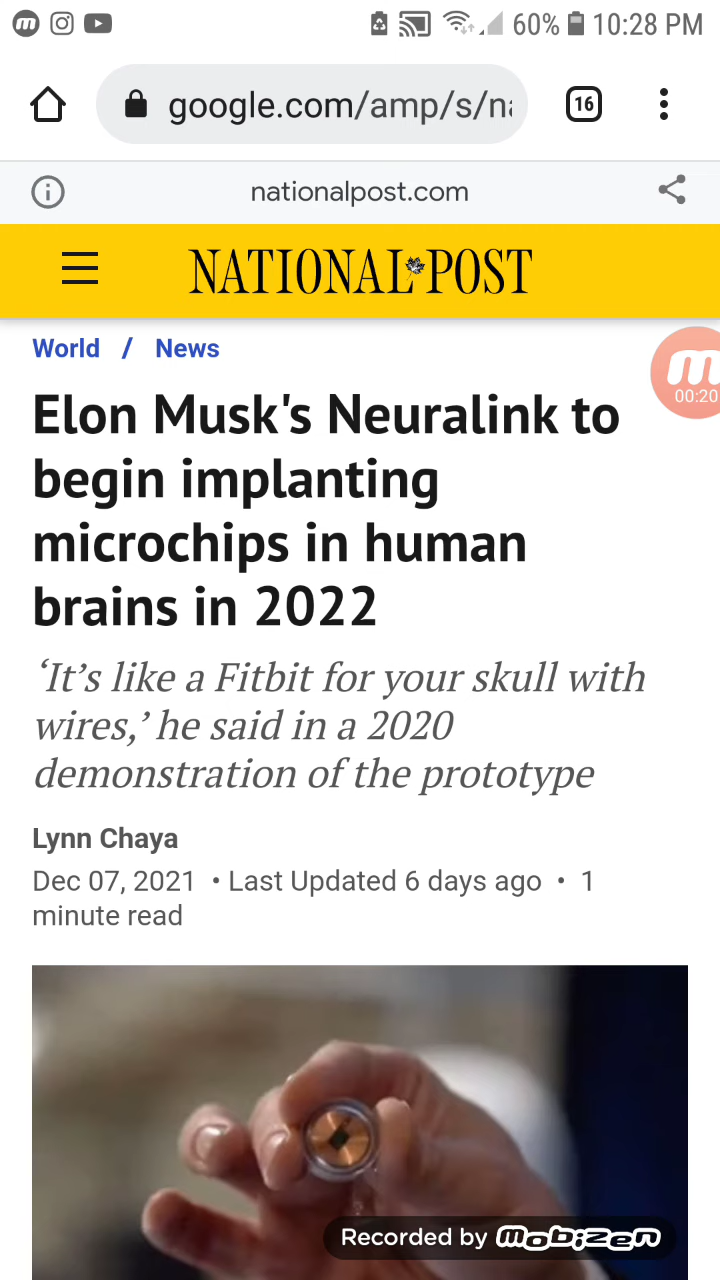 60% 10:28 PM
google.com/amp/s/na
16
nationalpost.com
NATIONAL POST
World / News
m
00:20
Elon Musk's Neuralink to
begin implanting
microchips in human
brains in 2022
‘It’s like a Fitbit for your skull with
wires,’ he said in a 2020
demonstration of the prototype
Lynn Chaya
Dec 07, 2021 • Last Updated 6 days ago • 1
minute read
Recorded by mobizen